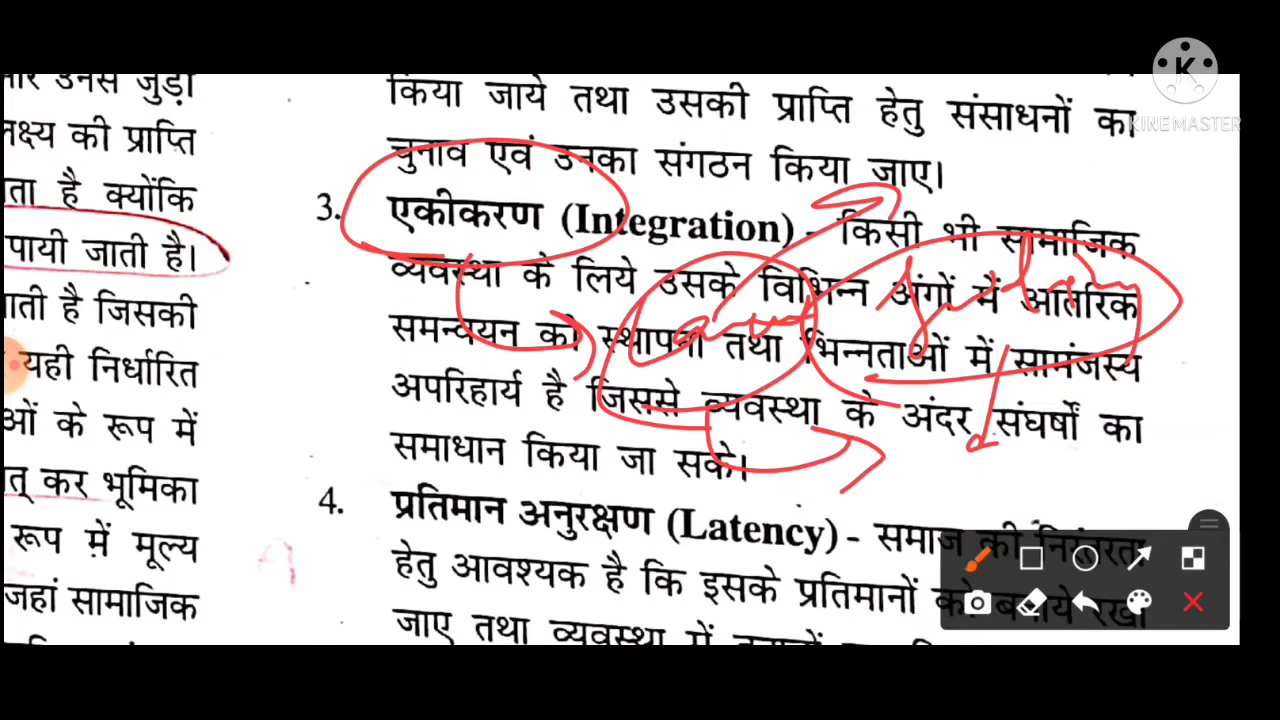 उनसे जुड़ा
लक्ष्य की प्राप्ति
ता है क्योंकि
पायी जाती है।
ाती है जिसकी
यही निर्धारित
ओं के रूप में
त् कर भूमिका
रूप में मूल्य
जहां सामाजिक
किया जाये तथा उसकी प्राप्ति हेतु संसाधनों का
चुनाव एवं उनका संगठन किया जाए।
3. एकीकरण (Integration) - किसी भी सामाजिक
व्यवस्था के लिये उसके विभिन्न अंगों में आंतरिक
समन्वयन की स्थापना तथा भिन्नताओं में सामंजस्य
अपरिहार्य है जिससे व्यवस्था के अंदर संघर्षों का
समाधान किया जा सके।
4. प्रतिमान अनुरक्षण (Latency) - समाज की निरंतरता
हेतु आवश्यक है कि इसके प्रतिमानों को बनाये रखा
जाए तथा व्यवस्था में
K
KINEMASTER